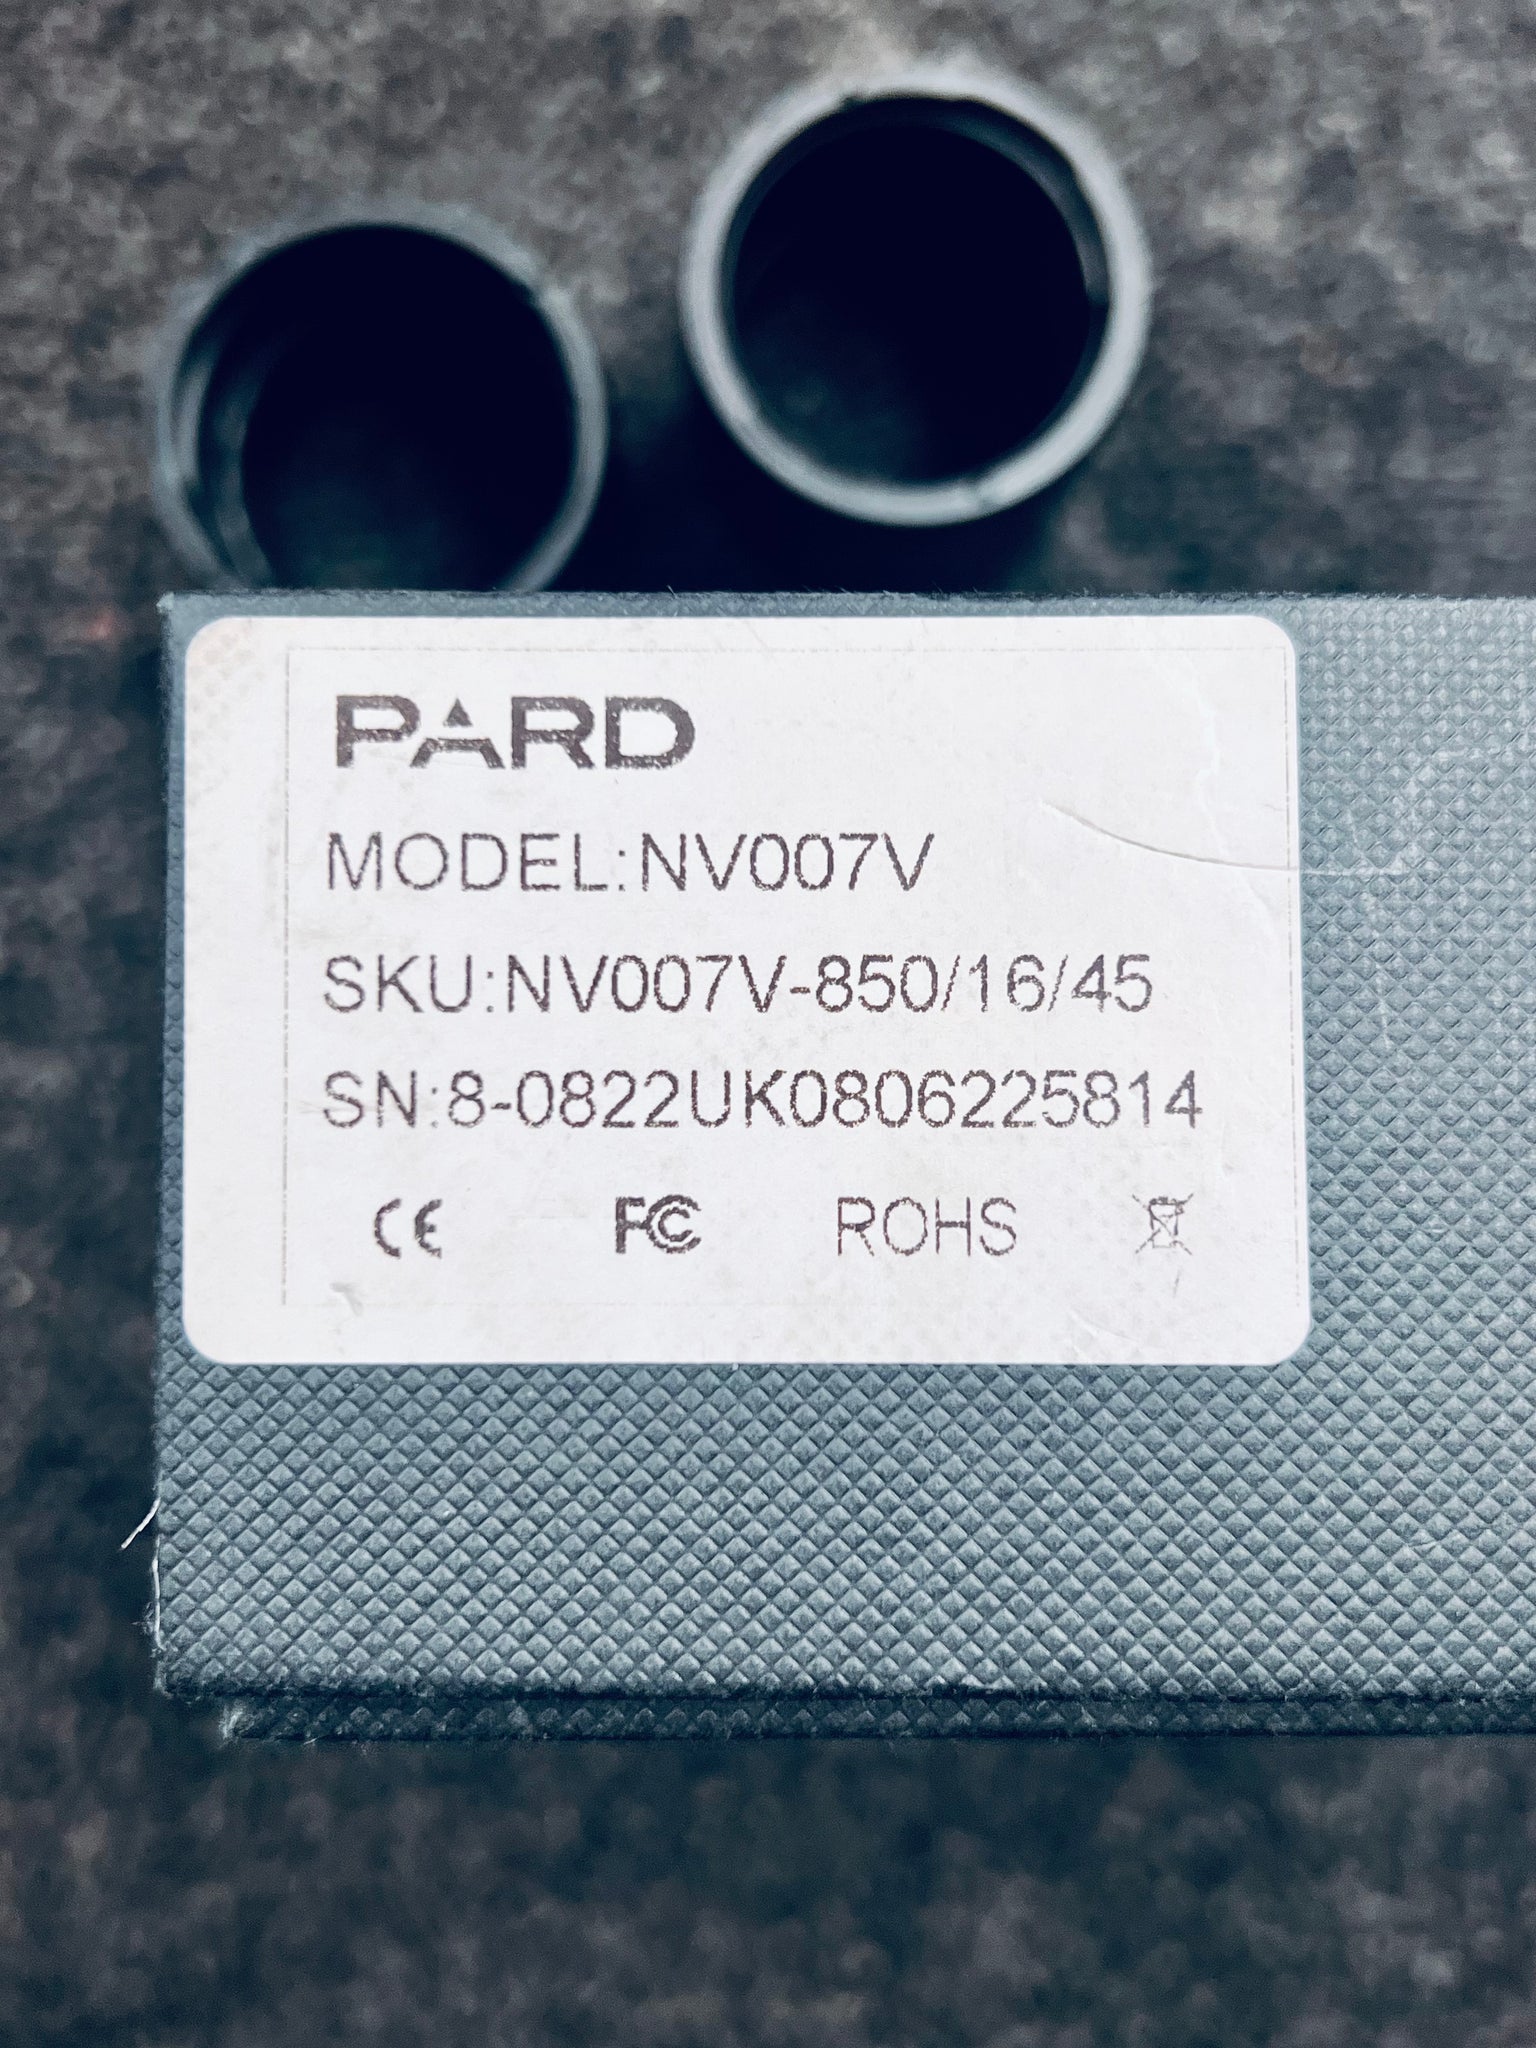 PARD
MODEL:NV007V
SKU:NV007V-850/16/45
SN:8-0822UK0806225814
CE FC ROHS